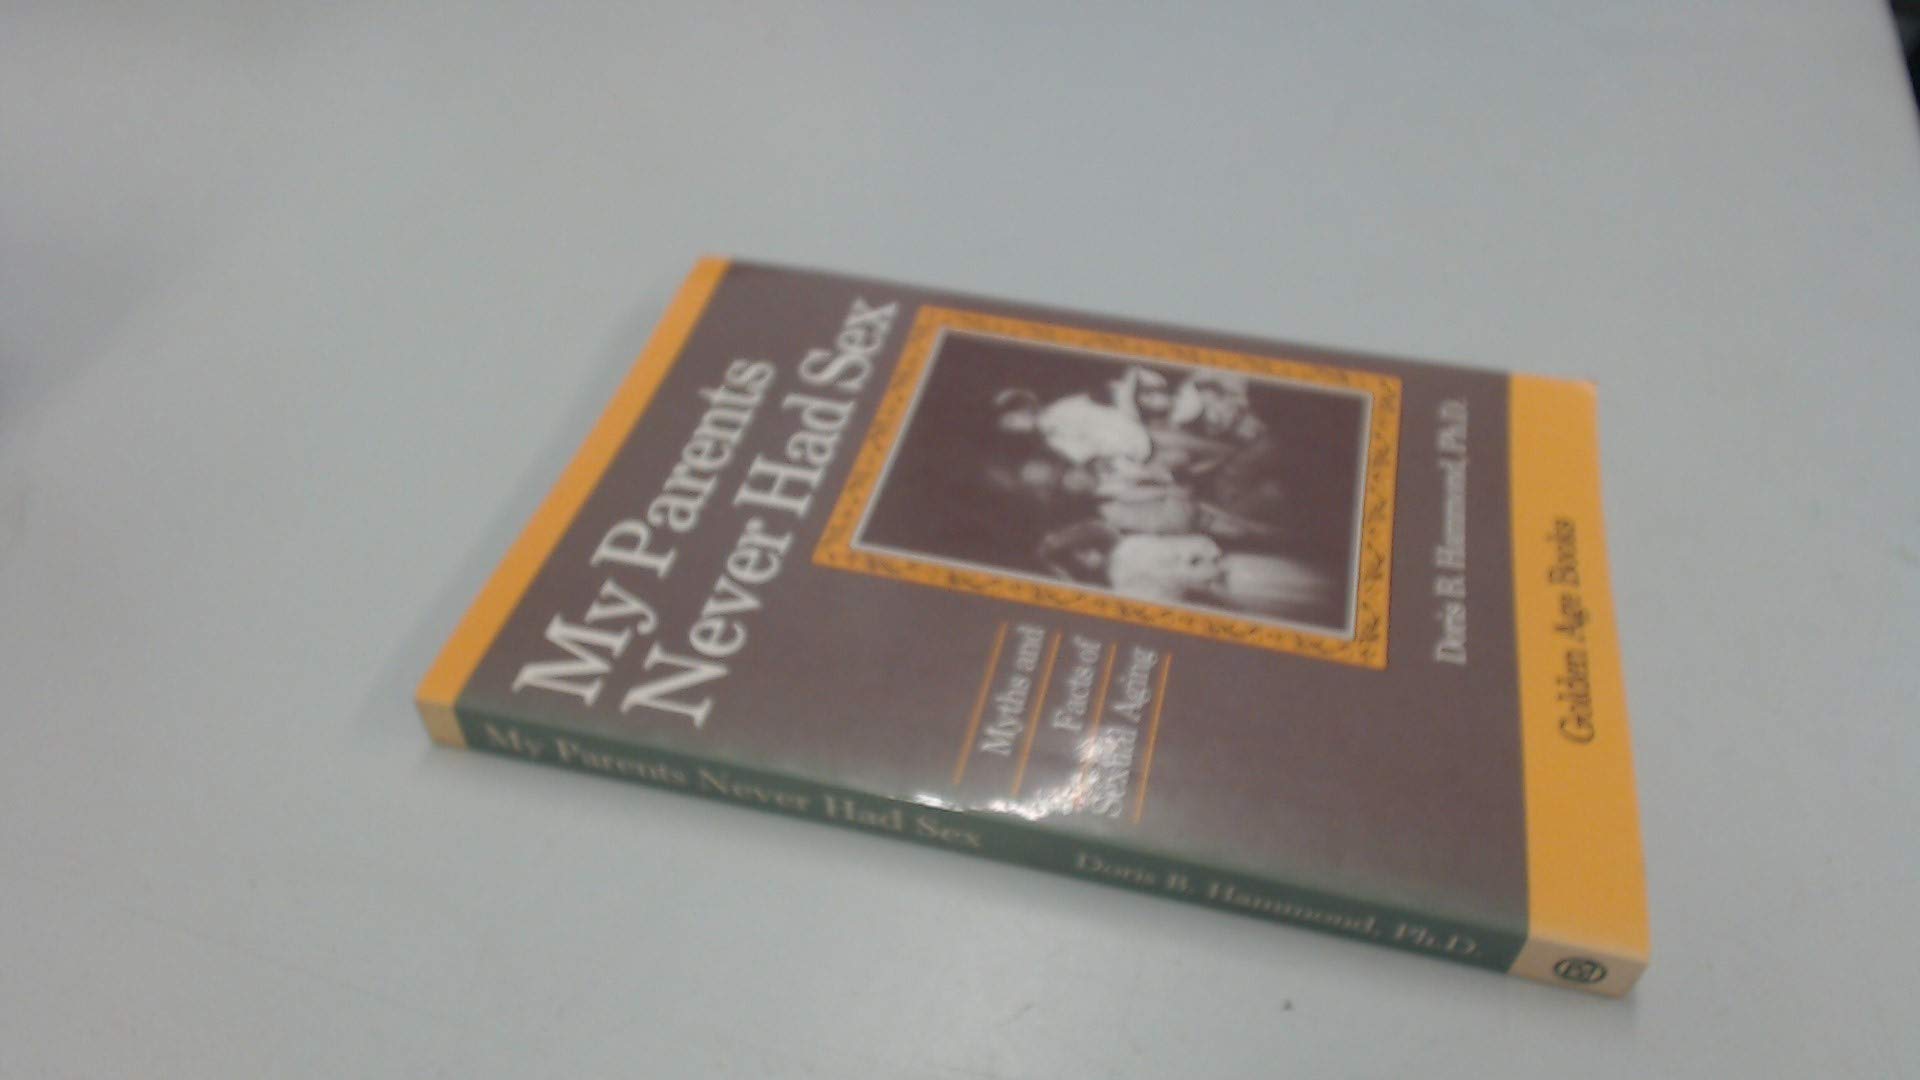 My Parents
Never Had Sex
Myths and
Facts of
Sexual Aging
Doris B. Hammond, Ph.D.
Golden Age Books
My Parents Never Had Sex
Doris B. Hammond, Ph.D.